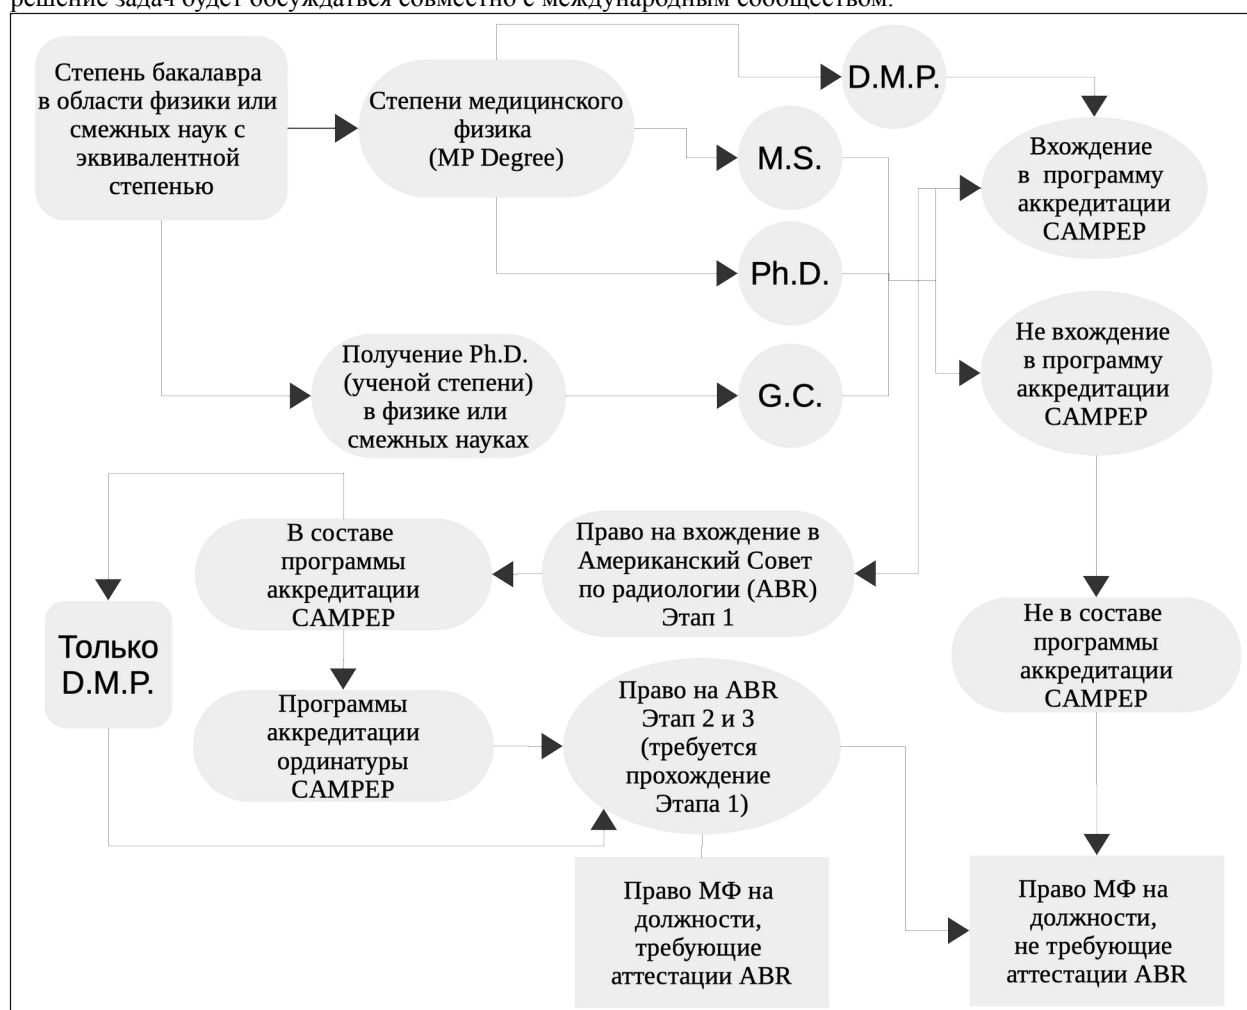 решение задач будет обсуждаться совместно с международным сообществом.
Степень бакалавра
в области физики или
смежных наук с
эквивалентной
степенью
Степени медицинского
физика
(MP Degree)
D.M.P.
M.S.
Ph.D.
G.C.
Вхождение
в программу
аккредитации
CAMPEP
Не вхождение
в программу
аккредитации
CAMPEP
Получение Ph.D.
(ученой степени)
в физике или
смежных науках
В составе
программы
аккредитации
CAMPEP
Право на вхождение в
Американский Совет
по радиологии (ABR)
Этап 1
Не в составе
программы
аккредитации
CAMPEP
Только
D.M.P.
Программы
аккредитации
ординатуры
CAMPEP
Право на ABR
Этап 2 и 3
(требуется
прохождение
Этапа 1)
Право МФ на
должности,
требующие
аттестации ABR
Право МФ на
должности,
не требующие
аттестации ABR